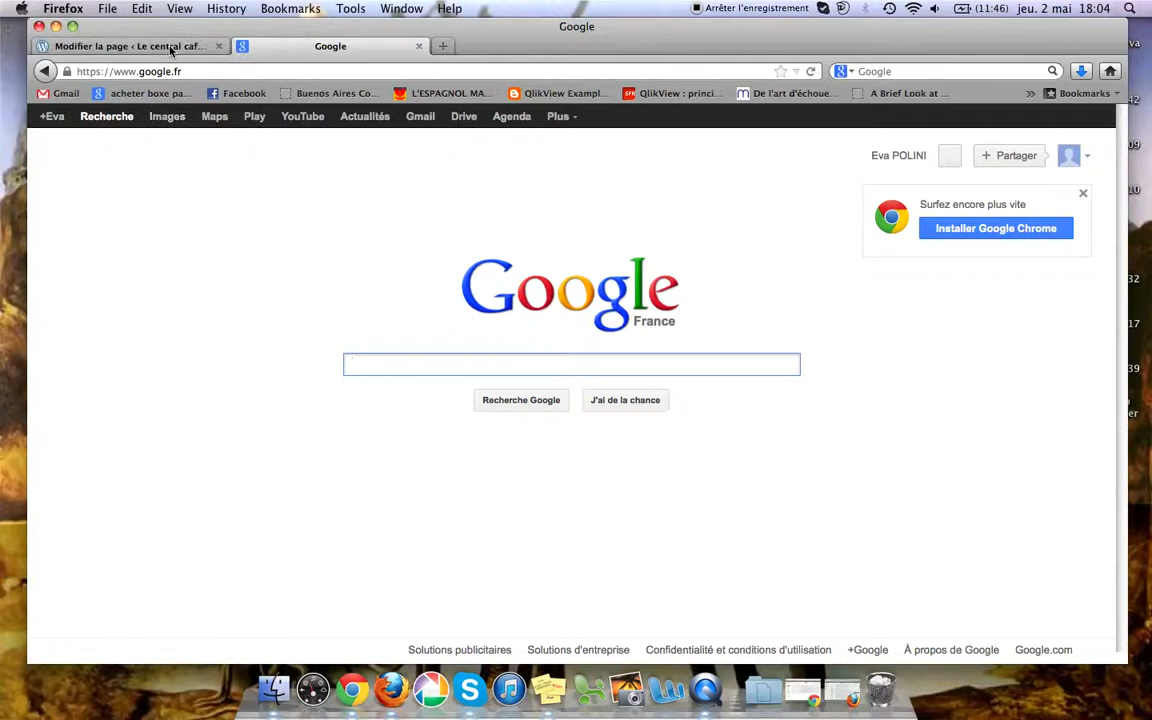 Firefox File Edit View History Bookmarks Tools Window Help Arrêter l'enregistrement (11:46) jeu. 2 mai 18:04
Google
Modifier la page ‹ Le central caf... Google
https://www.google.fr Google
Gmail acheter boxe pa... Facebook Buenos Aires Co... L'ESPAGNOL MA... QlikView Exampl... QlikView : princi... De l'art d'échoue... A Brief Look at ... » Bookmarks
+Eva Recherche Images Maps Play YouTube Actualités Gmail Drive Agenda Plus
Eva POLINI + Partager
Surfez encore plus vite
Installer Google Chrome
Google
France
Recherche Google J'ai de la chance
Solutions publicitaires Solutions d'entreprise Confidentialité et conditions d'utilisation +Google À propos de Google Google.com